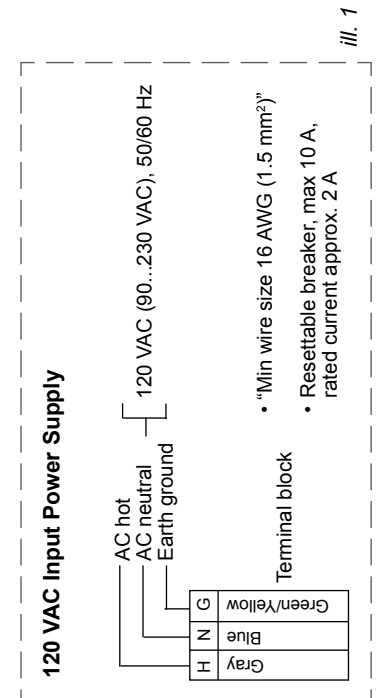 120 VAC Input Power Supply
AC hot
AC neutral
Earth ground
120 VAC (90...230 VAC), 50/60 Hz
H N G
Gray
Blue
Green/Yellow
Terminal block
• “Min wire size 16 AWG (1.5 mm²)”
• Resettable breaker, max 10 A,
rated current approx. 2 A
ill. 1